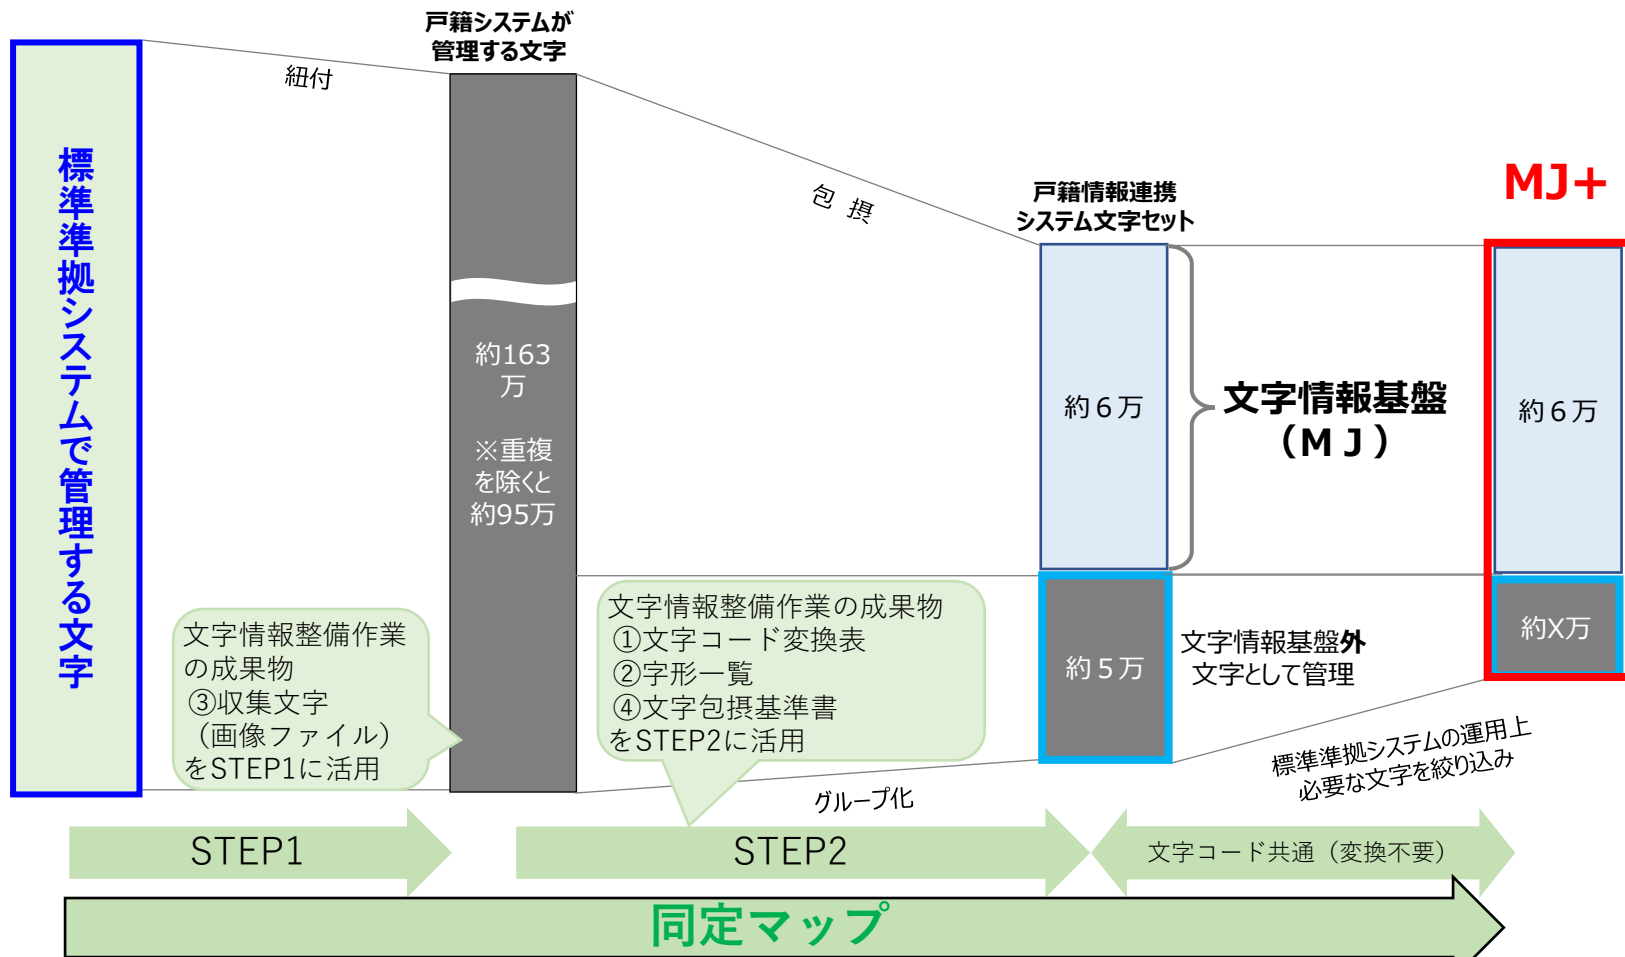 標準準拠システムで管理する文字
紐付
戸籍システムが
管理する文字
約163
万
※重複
を除くと
約95万
包 摂
戸籍情報連携
システム文字セット
約６万
約５万
文字情報基盤
（ＭＪ）
文字情報基盤外
文字として管理
MJ+
約６万
約X万
標準準拠システムの運用上
必要な文字を絞り込み
文字情報整備作業
の成果物
③収集文字
（画像ファイル）
をSTEP1に活用
文字情報整備作業の成果物
①文字コード変換表
②字形一覧
④文字包摂基準書
をSTEP2に活用
グループ化
STEP1
STEP2
文字コード共通（変換不要）
同定マップ